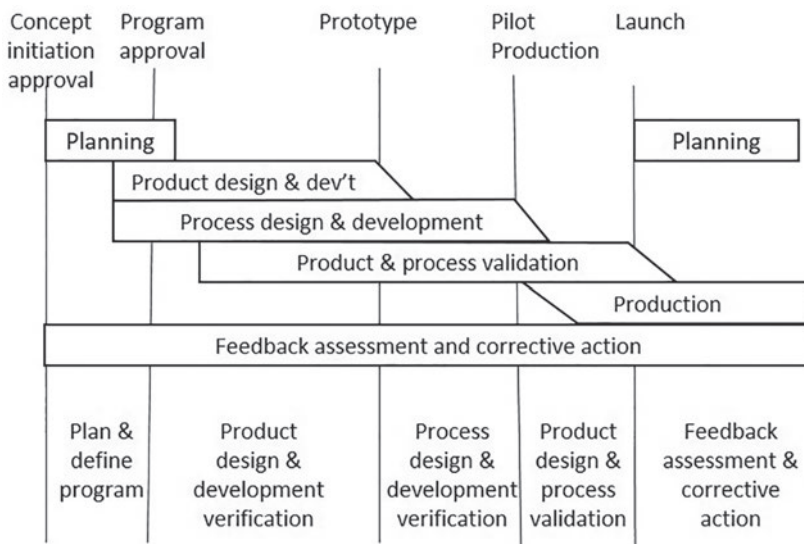 Concept
initiation
approval
Program
approval
Prototype
Pilot
Production
Launch
Planning
Planning
Product design & dev't
Process design & development
Product & process validation
Production
Feedback assessment and corrective action
Plan &
define
program
Product
design &
development
verification
Process
design &
development
verification
Product
design &
process
validation
Feedback
assessment &
corrective
action